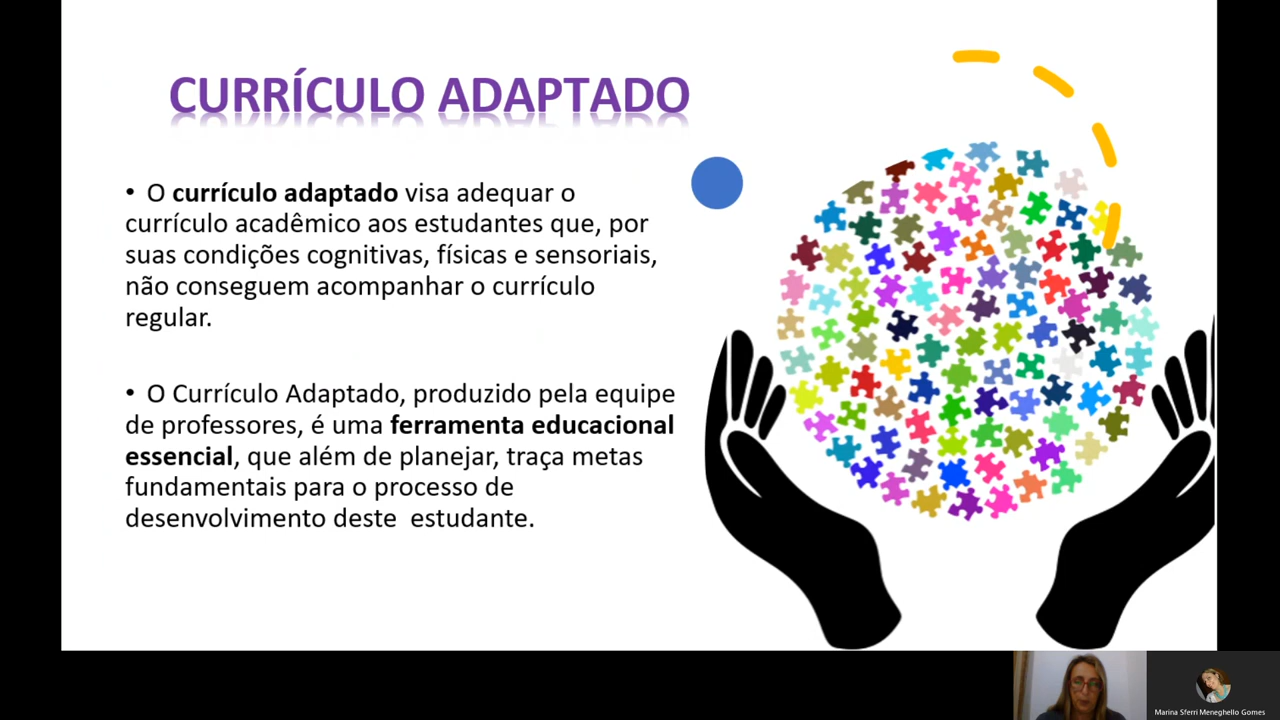 CURRÍCULO ADAPTADO
• O currículo adaptado visa adequar o
currículo acadêmico aos estudantes que, por
suas condições cognitivas, físicas e sensoriais,
não conseguem acompanhar o currículo
regular.
• O Currículo Adaptado, produzido pela equipe
de professores, é uma ferramenta educacional
essencial, que além de planejar, traça metas
fundamentais para o processo de
desenvolvimento deste  estudante.
Marina Sferri Meneghello Gomes